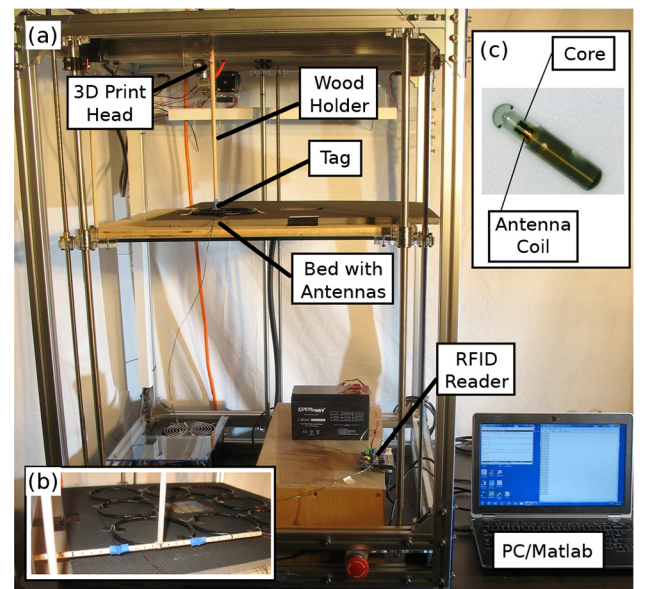 (a)
3D Print
Head
Wood
Holder
Tag
Bed with
Antennas
RFID
Reader
(b)
(c)
Core
Antenna
Coil
PC/Matlab